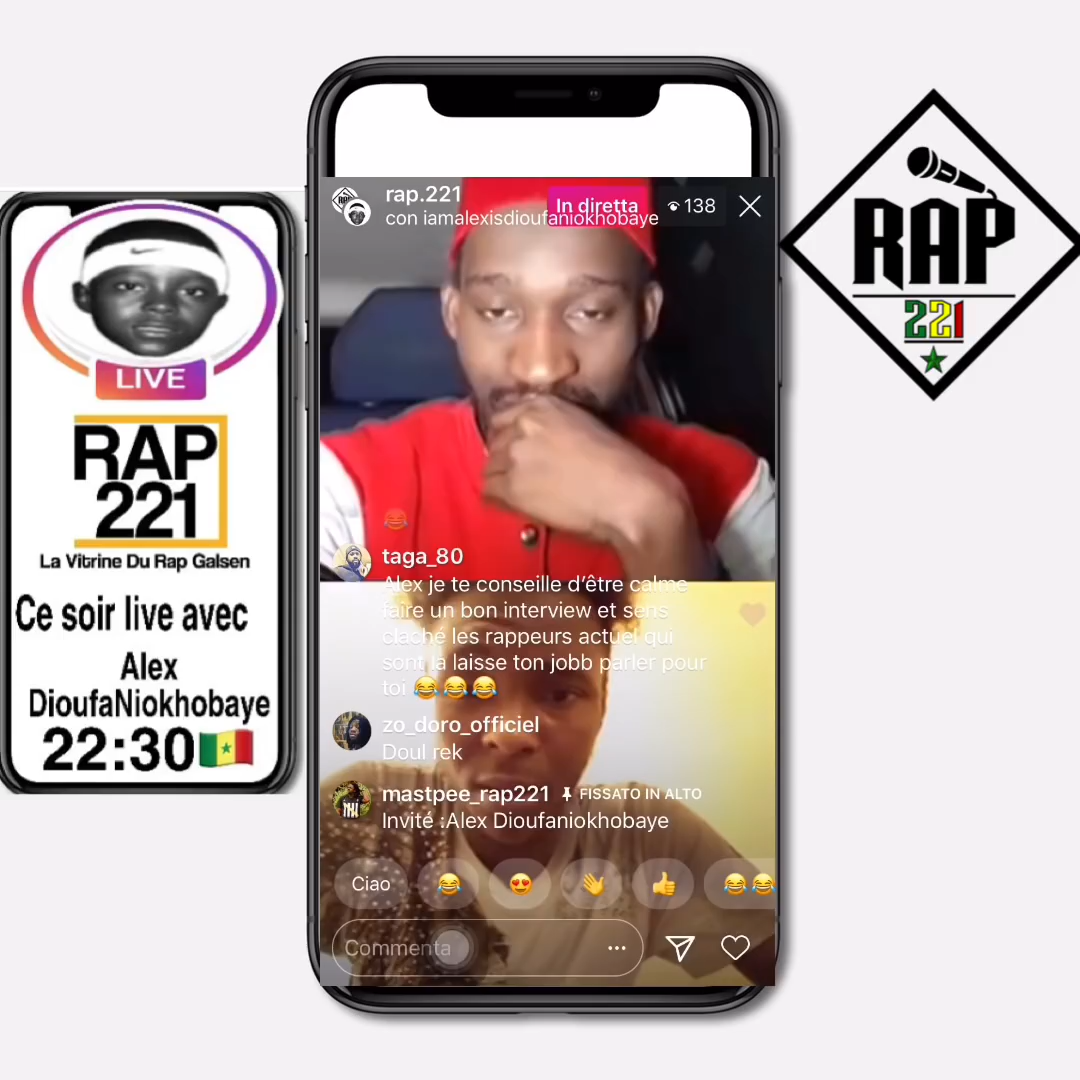 LIVE
RAP
221
La Vitrine Du Rap Galsen
Ce soir live avec
Alex
DioufaNiokhobaye
22:30
rap.221
con iamalexisdioufaniokhobaye
In diretta
138
taga_80
Alex je te conseille d’être calme
faire un bon interview et sens
clache les rappeurs actuel qui
sont la laisse ton jobb parler pour
toi 😂😂😂
zo_doro_officiel
Doul rek
mastpee_rap221 FISSATO IN ALTO
Invité :Alex Dioufaniokhobaye
Ciao
Commenta
RAP
221